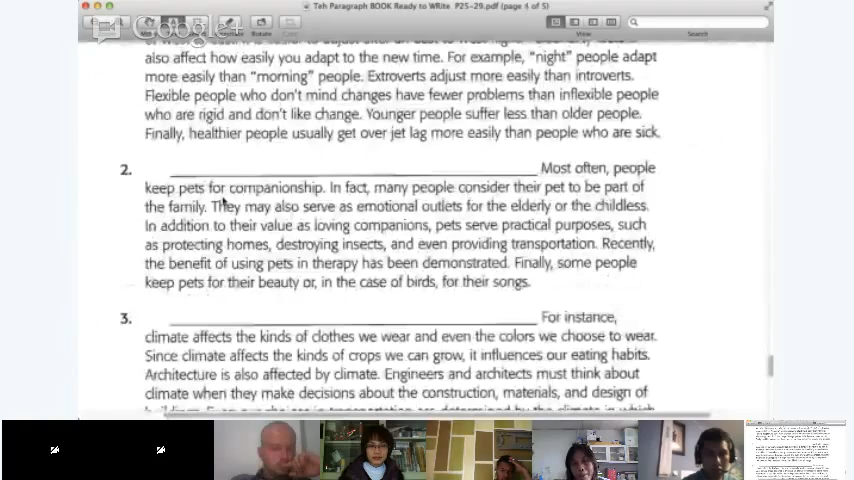 Teh Paragraph BOOK Ready to WRite P25-29.pdf (page 4 of 5)
Google+
Rotate
View
Search
also affect how easily you adapt to the new time. For example, “night” people adapt
more easily than “morning” people. Extroverts adjust more easily than introverts.
Flexible people who don’t mind changes have fewer problems than inflexible people
who are rigid and don’t like change. Younger people suffer less than older people.
Finally, healthier people usually get over jet lag more easily than people who are sick.
2. Most often, people
keep pets for companionship. In fact, many people consider their pet to be part of
the family. They may also serve as emotional outlets for the elderly or the childless.
In addition to their value as loving companions, pets serve practical purposes, such
as protecting homes, destroying insects, and even providing transportation. Recently,
the benefit of using pets in therapy has been demonstrated. Finally, some people
keep pets for their beauty or, in the case of birds, for their songs.
3. For instance,
climate affects the kinds of clothes we wear and even the colors we choose to wear.
Since climate affects the kinds of crops we can grow, it influences our eating habits.
Architecture is also affected by climate. Engineers and architects must think about
climate when they make decisions about the construction, materials, and design of